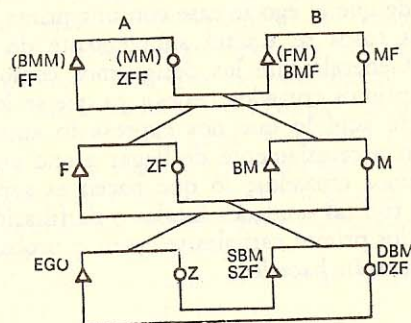 A B
(BMM) (MM) (FM) MF
FF ZFF BMF
F ZF BM M
EGO Z SBM DBM
SZF DZF